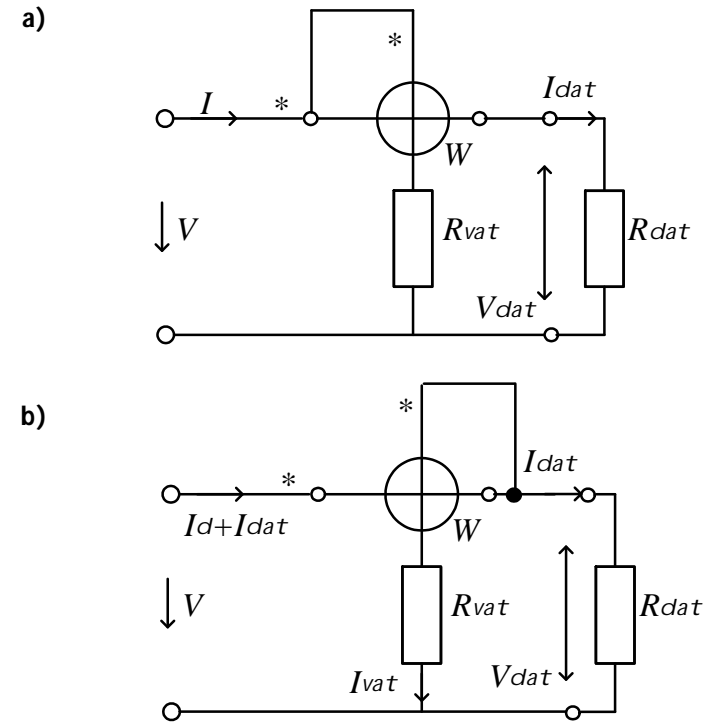 a)
*
I
*
Idat
W
V
Rvat
Rdat
Vdat
b)
*
*
Idat
Id+Idat
W
V
Rvat
Rdat
Ivat
Vdat